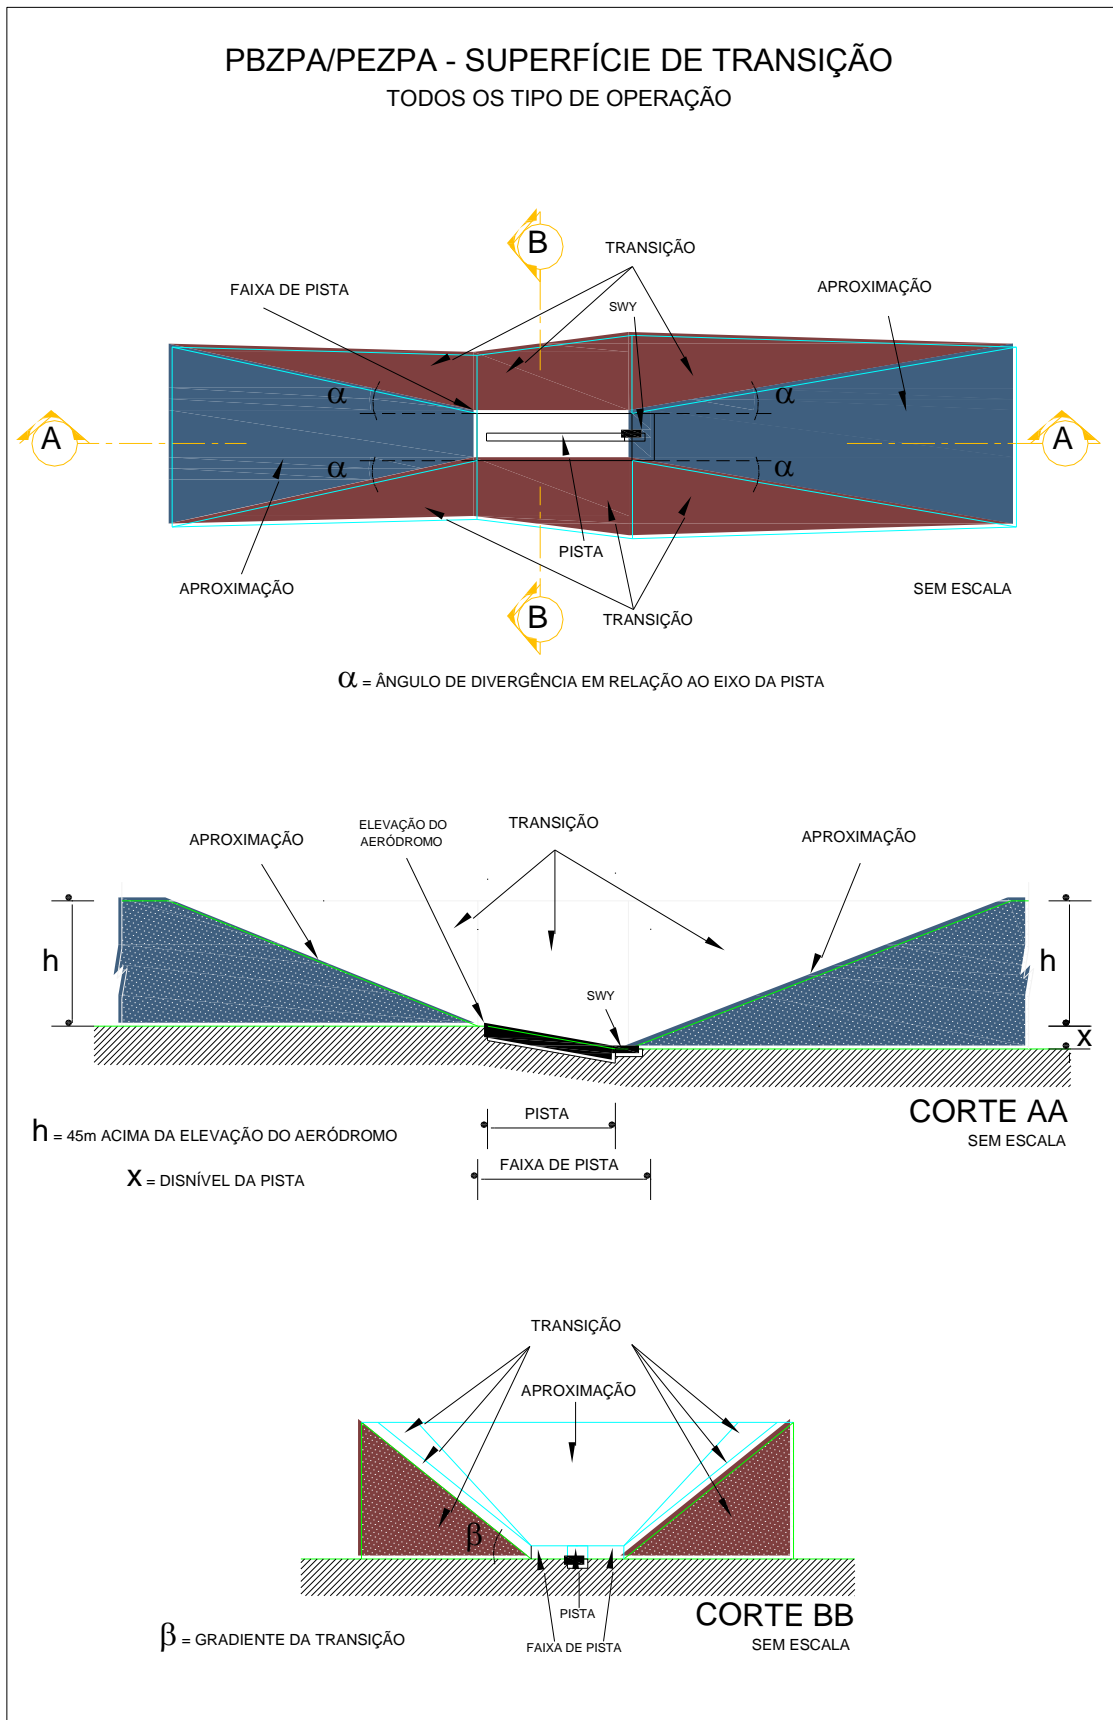 PBZPA/PEZPA - SUPERFÍCIE DE TRANSIÇÃO
TODOS OS TIPO DE OPERAÇÃO
B
TRANSIÇÃO
FAIXA DE PISTA
SWY
APROXIMAÇÃO
α
α
A
A
α
α
PISTA
APROXIMAÇÃO
B
TRANSIÇÃO
SEM ESCALA
α = ÂNGULO DE DIVERGÊNCIA EM RELAÇÃO AO EIXO DA PISTA
APROXIMAÇÃO
ELEVAÇÃO DO
AERÓDROMO
TRANSIÇÃO
APROXIMAÇÃO
h
h
SWY
x
PISTA
CORTE AA
SEM ESCALA
h = 45m ACIMA DA ELEVAÇÃO DO AERÓDROMO
FAIXA DE PISTA
x = DISNÍVEL DA PISTA
TRANSIÇÃO
APROXIMAÇÃO
β
PISTA
CORTE BB
SEM ESCALA
FAIXA DE PISTA
β = GRADIENTE DA TRANSIÇÃO